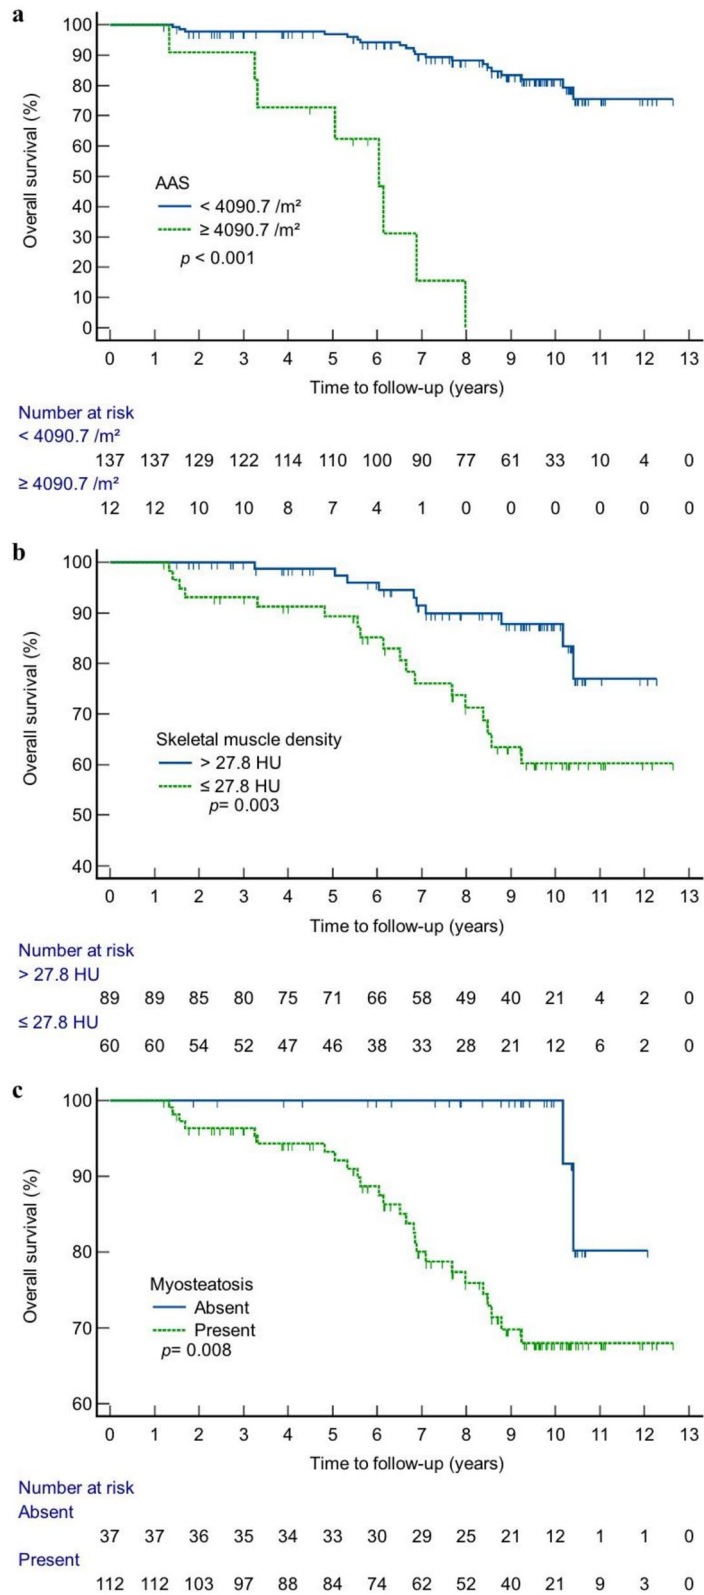 a
Overall survival (%)
100
90
80
70
60
50
40
30
20
10
0
AAS
< 4090.7 /m²
≥ 4090.7 /m²
p < 0.001
0 1 2 3 4 5 6 7 8 9 10 11 12 13
Time to follow-up (years)
Number at risk
< 4090.7 /m²
137 137 129 122 114 110 100 90 77 61 33 10 4 0
≥ 4090.7 /m²
12 12 10 10 8 7 4 1 0 0 0 0 0 0
b
Overall survival (%)
100
90
80
70
60
50
40
Skeletal muscle density
> 27.8 HU
≤ 27.8 HU
p= 0.003
0 1 2 3 4 5 6 7 8 9 10 11 12 13
Time to follow-up (years)
Number at risk
> 27.8 HU
89 89 85 80 75 71 66 58 49 40 21 4 2 0
≤ 27.8 HU
60 60 54 52 47 46 38 33 28 21 12 6 2 0
c
Overall survival (%)
100
90
80
70
60
Myosteatosis
Absent
Present
p= 0.008
0 1 2 3 4 5 6 7 8 9 10 11 12 13
Time to follow-up (years)
Number at risk
Absent
37 37 36 35 34 33 30 29 25 21 12 1 1 0
Present
112 112 103 97 88 84 74 62 52 40 21 9 3 0